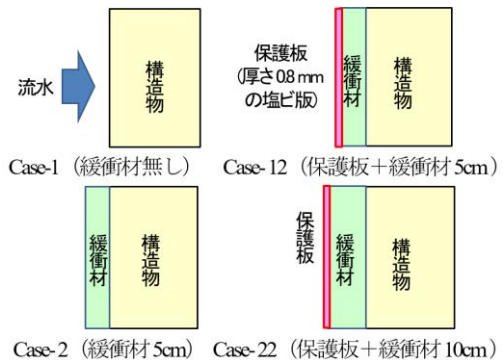 流水
構造物
Case-1（緩衝材無し）
保護板
（厚さ0.8 mm
の塩ビ版）
緩衝材
構造物
Case-12（保護板＋緩衝材5cm）
緩衝材
構造物
Case-2（緩衝材5cm）
保護板
緩衝材
構造物
Case-22（保護板＋緩衝材10cm）